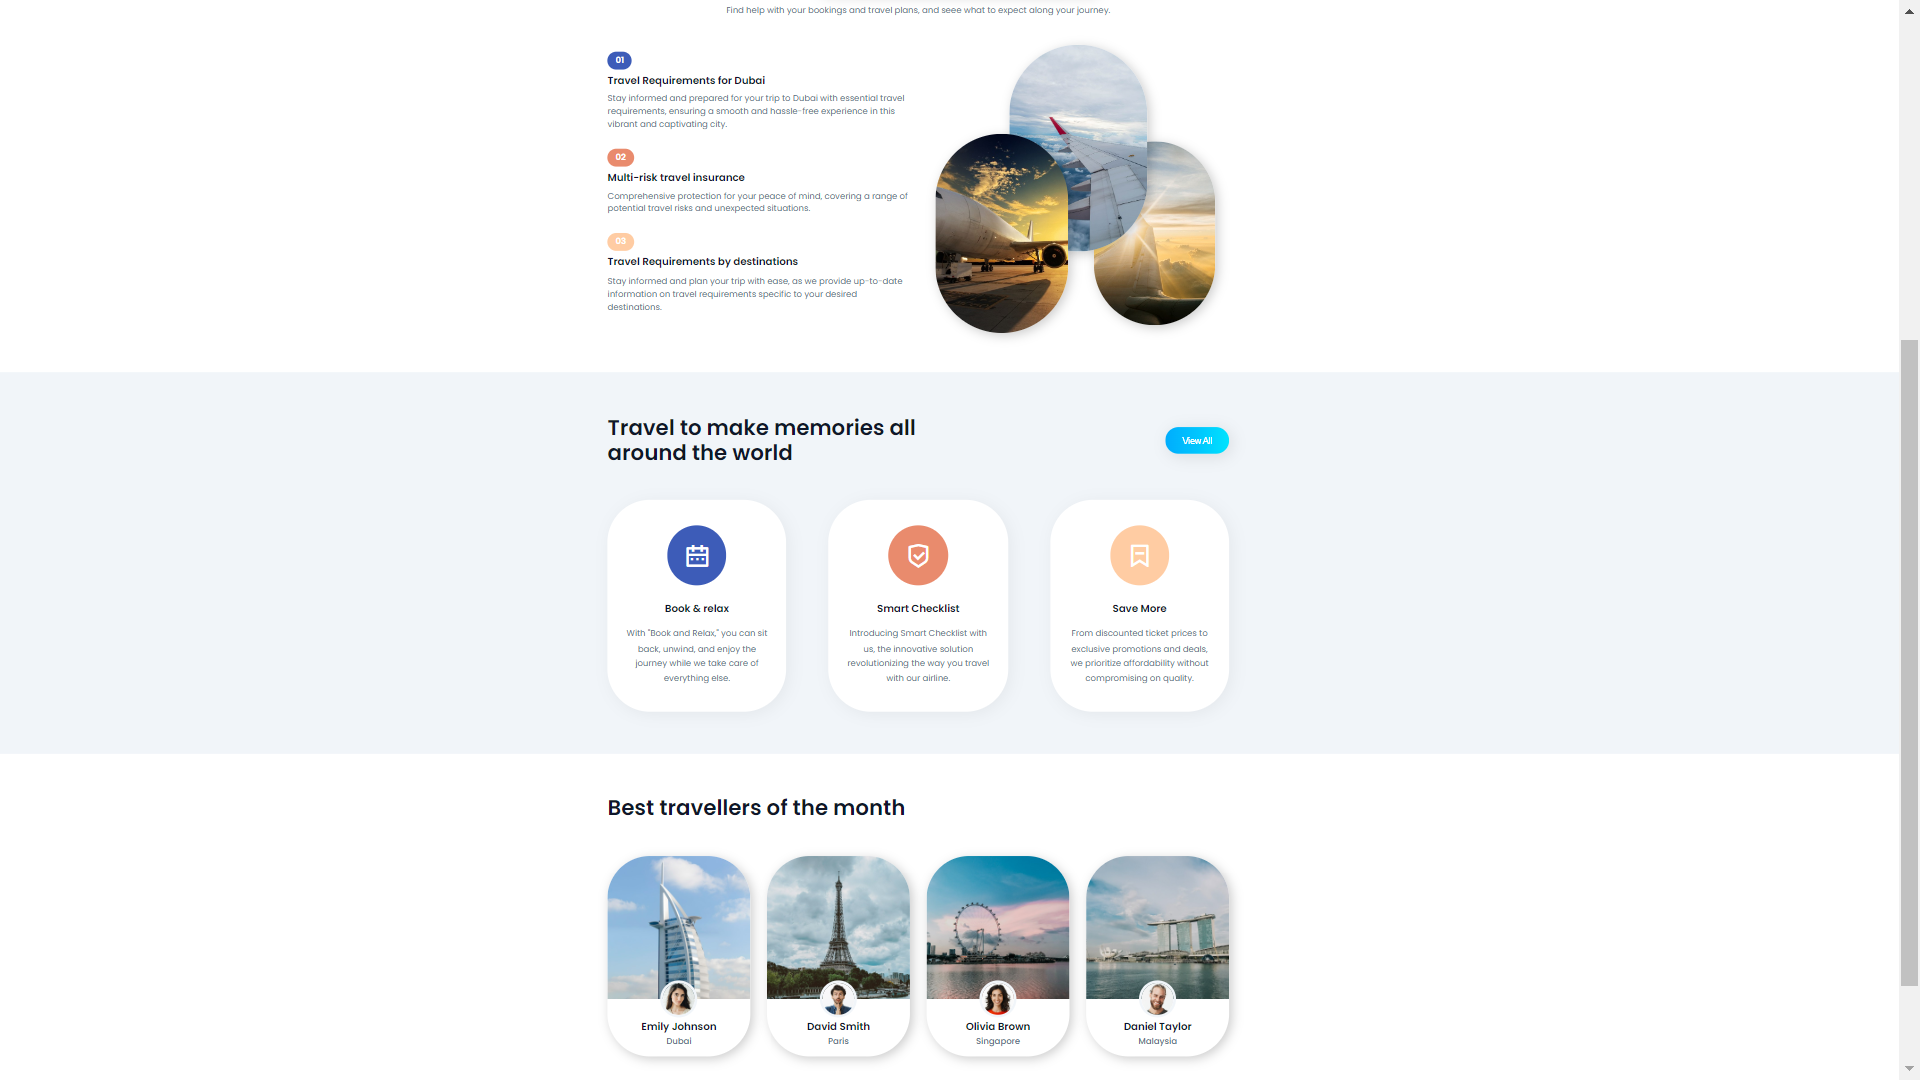 Find help with your bookings and travel plans, and seee what to expect along your journey.
01
Travel Requirements for Dubai
Stay informed and prepared for your trip to Dubai with essential travel
requirements, ensuring a smooth and hassle-free experience in this
vibrant and captivating city.
02
Multi-risk travel insurance
Comprehensive protection for your peace of mind, covering a range of
potential travel risks and unexpected situations.
03
Travel Requirements by destinations
Stay informed and plan your trip with ease, as we provide up-to-date
information on travel requirements specific to your desired
destinations.
Travel to make memories all
around the world
View All
Book & relax
With "Book and Relax," you can sit
back, unwind, and enjoy the
journey while we take care of
everything else.
Smart Checklist
Introducing Smart Checklist with
us, the innovative solution
revolutionizing the way you travel
with our airline.
Save More
From discounted ticket prices to
exclusive promotions and deals,
we prioritize affordability without
compromising on quality.
Best travellers of the month
Emily Johnson
Dubai
David Smith
Paris
Olivia Brown
Singapore
Daniel Taylor
Malaysia